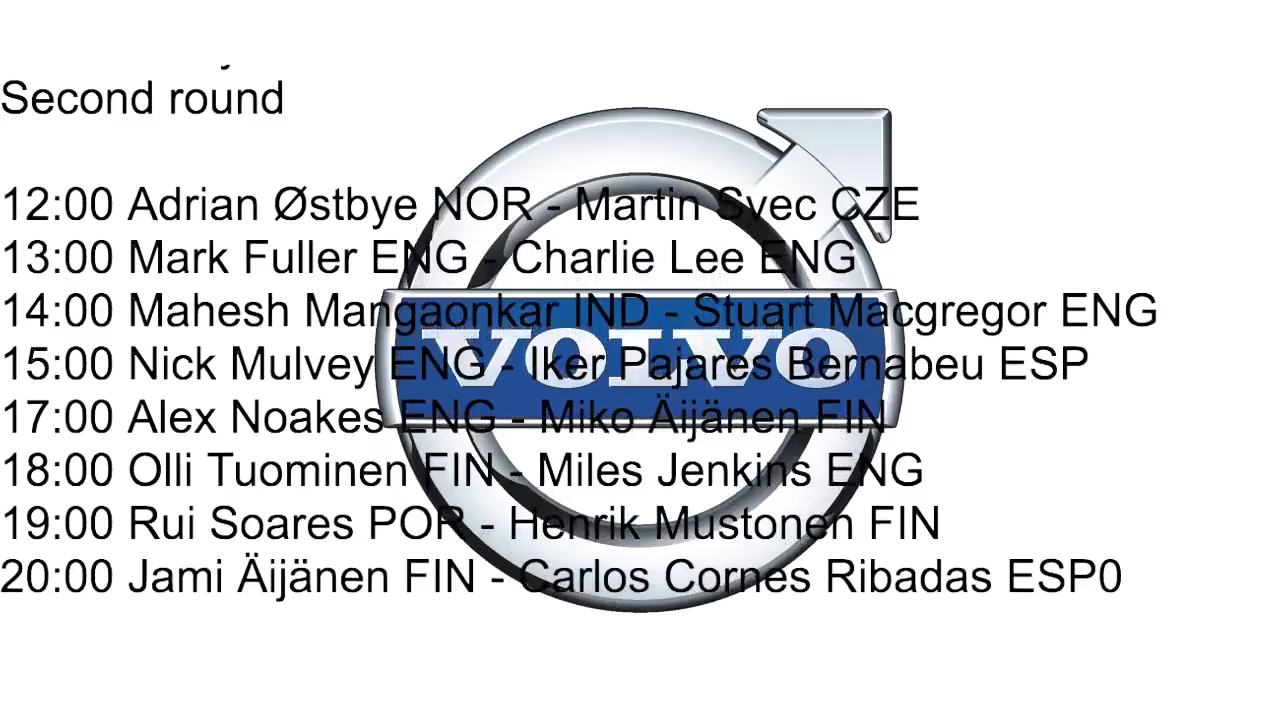 Second round
12:00 Adrian Østbye NOR - Martin Svec CZE
13:00 Mark Fuller ENG - Charlie Lee ENG
14:00 Mahesh Mangaonkar IND - Stuart Macgregor ENG
15:00 Nick Mulvey ENG - Iker Pajares Bernabeu ESP
VOLVO
17:00 Alex Noakes ENG - Miko Äijänen FIN
18:00 Olli Tuominen FIN - Miles Jenkins ENG
19:00 Rui Soares POR - Henrik Mustonen FIN
20:00 Jami Äijänen FIN - Carlos Cornes Ribadas ESP0